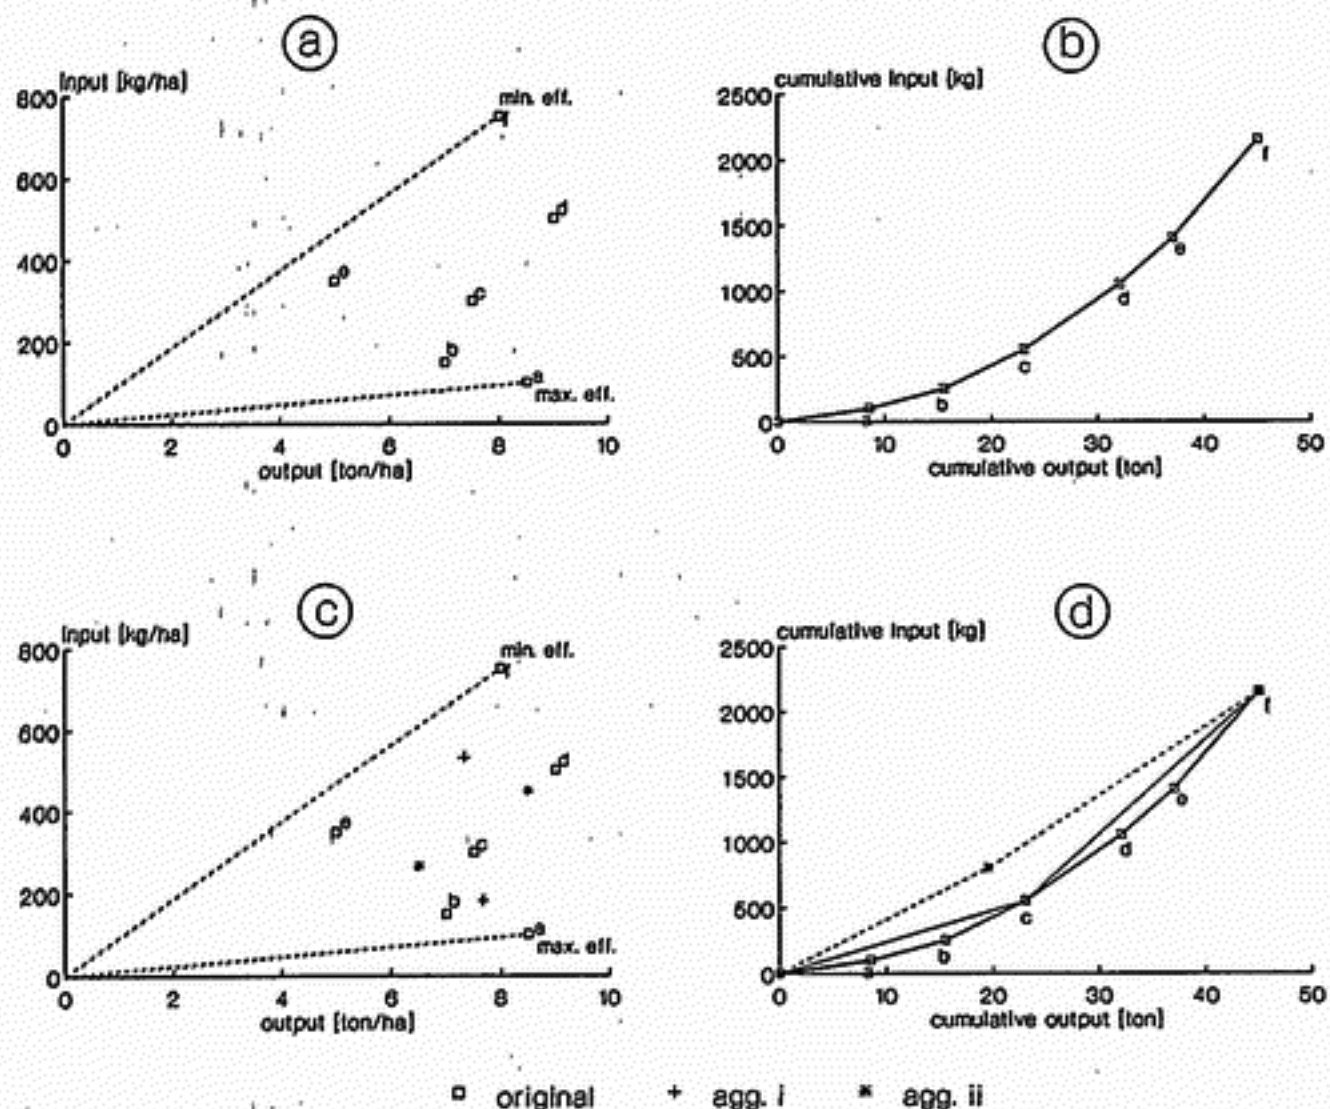 a
input [kg/ha]
800
600
400
200
0
0 2 4 6 8 10
output [ton/ha]
min. eff.
f
d
e
c
b
a
max. eff.
b
cumulative input [kg]
2500
2000
1500
1000
500
0
0 10 20 30 40 50
cumulative output [ton]
a
b
c
d
e
f
c
input [kg/ha]
800
600
400
200
0
0 2 4 6 8 10
output [ton/ha]
min. eff.
f
d
e
c
b
a
max. eff.
d
cumulative input [kg]
2500
2000
1500
1000
500
0
0 10 20 30 40 50
cumulative output [ton]
a
b
c
d
e
f
original agg. i agg. ii